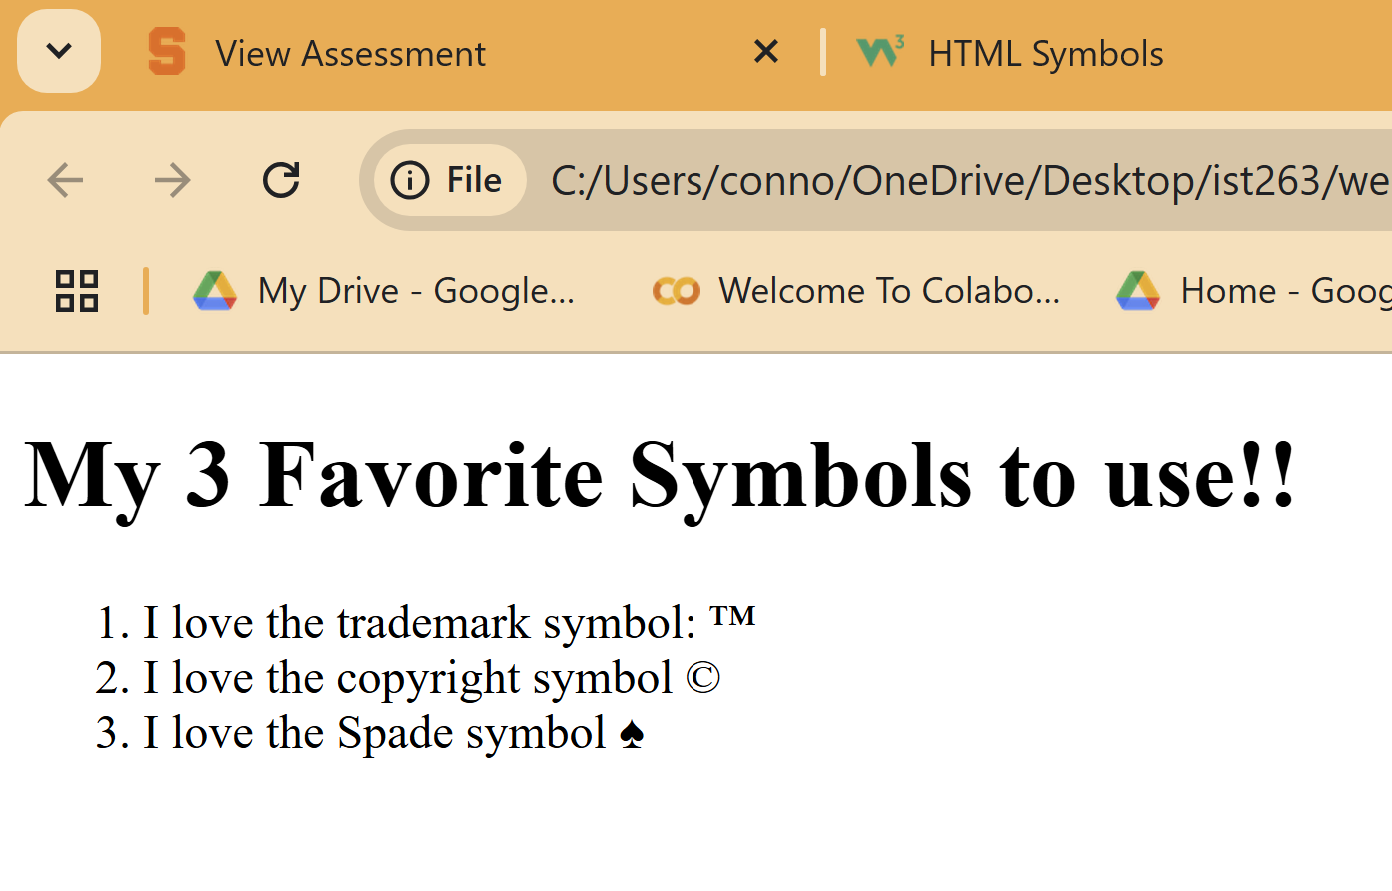 View Assessment
HTML Symbols
File
C:/Users/conno/OneDrive/Desktop/ist263/we
My Drive - Google...
Welcome To Colabo...
Home - Goog
My 3 Favorite Symbols to use!!
1. I love the trademark symbol: ™
2. I love the copyright symbol ©
3. I love the Spade symbol ♠